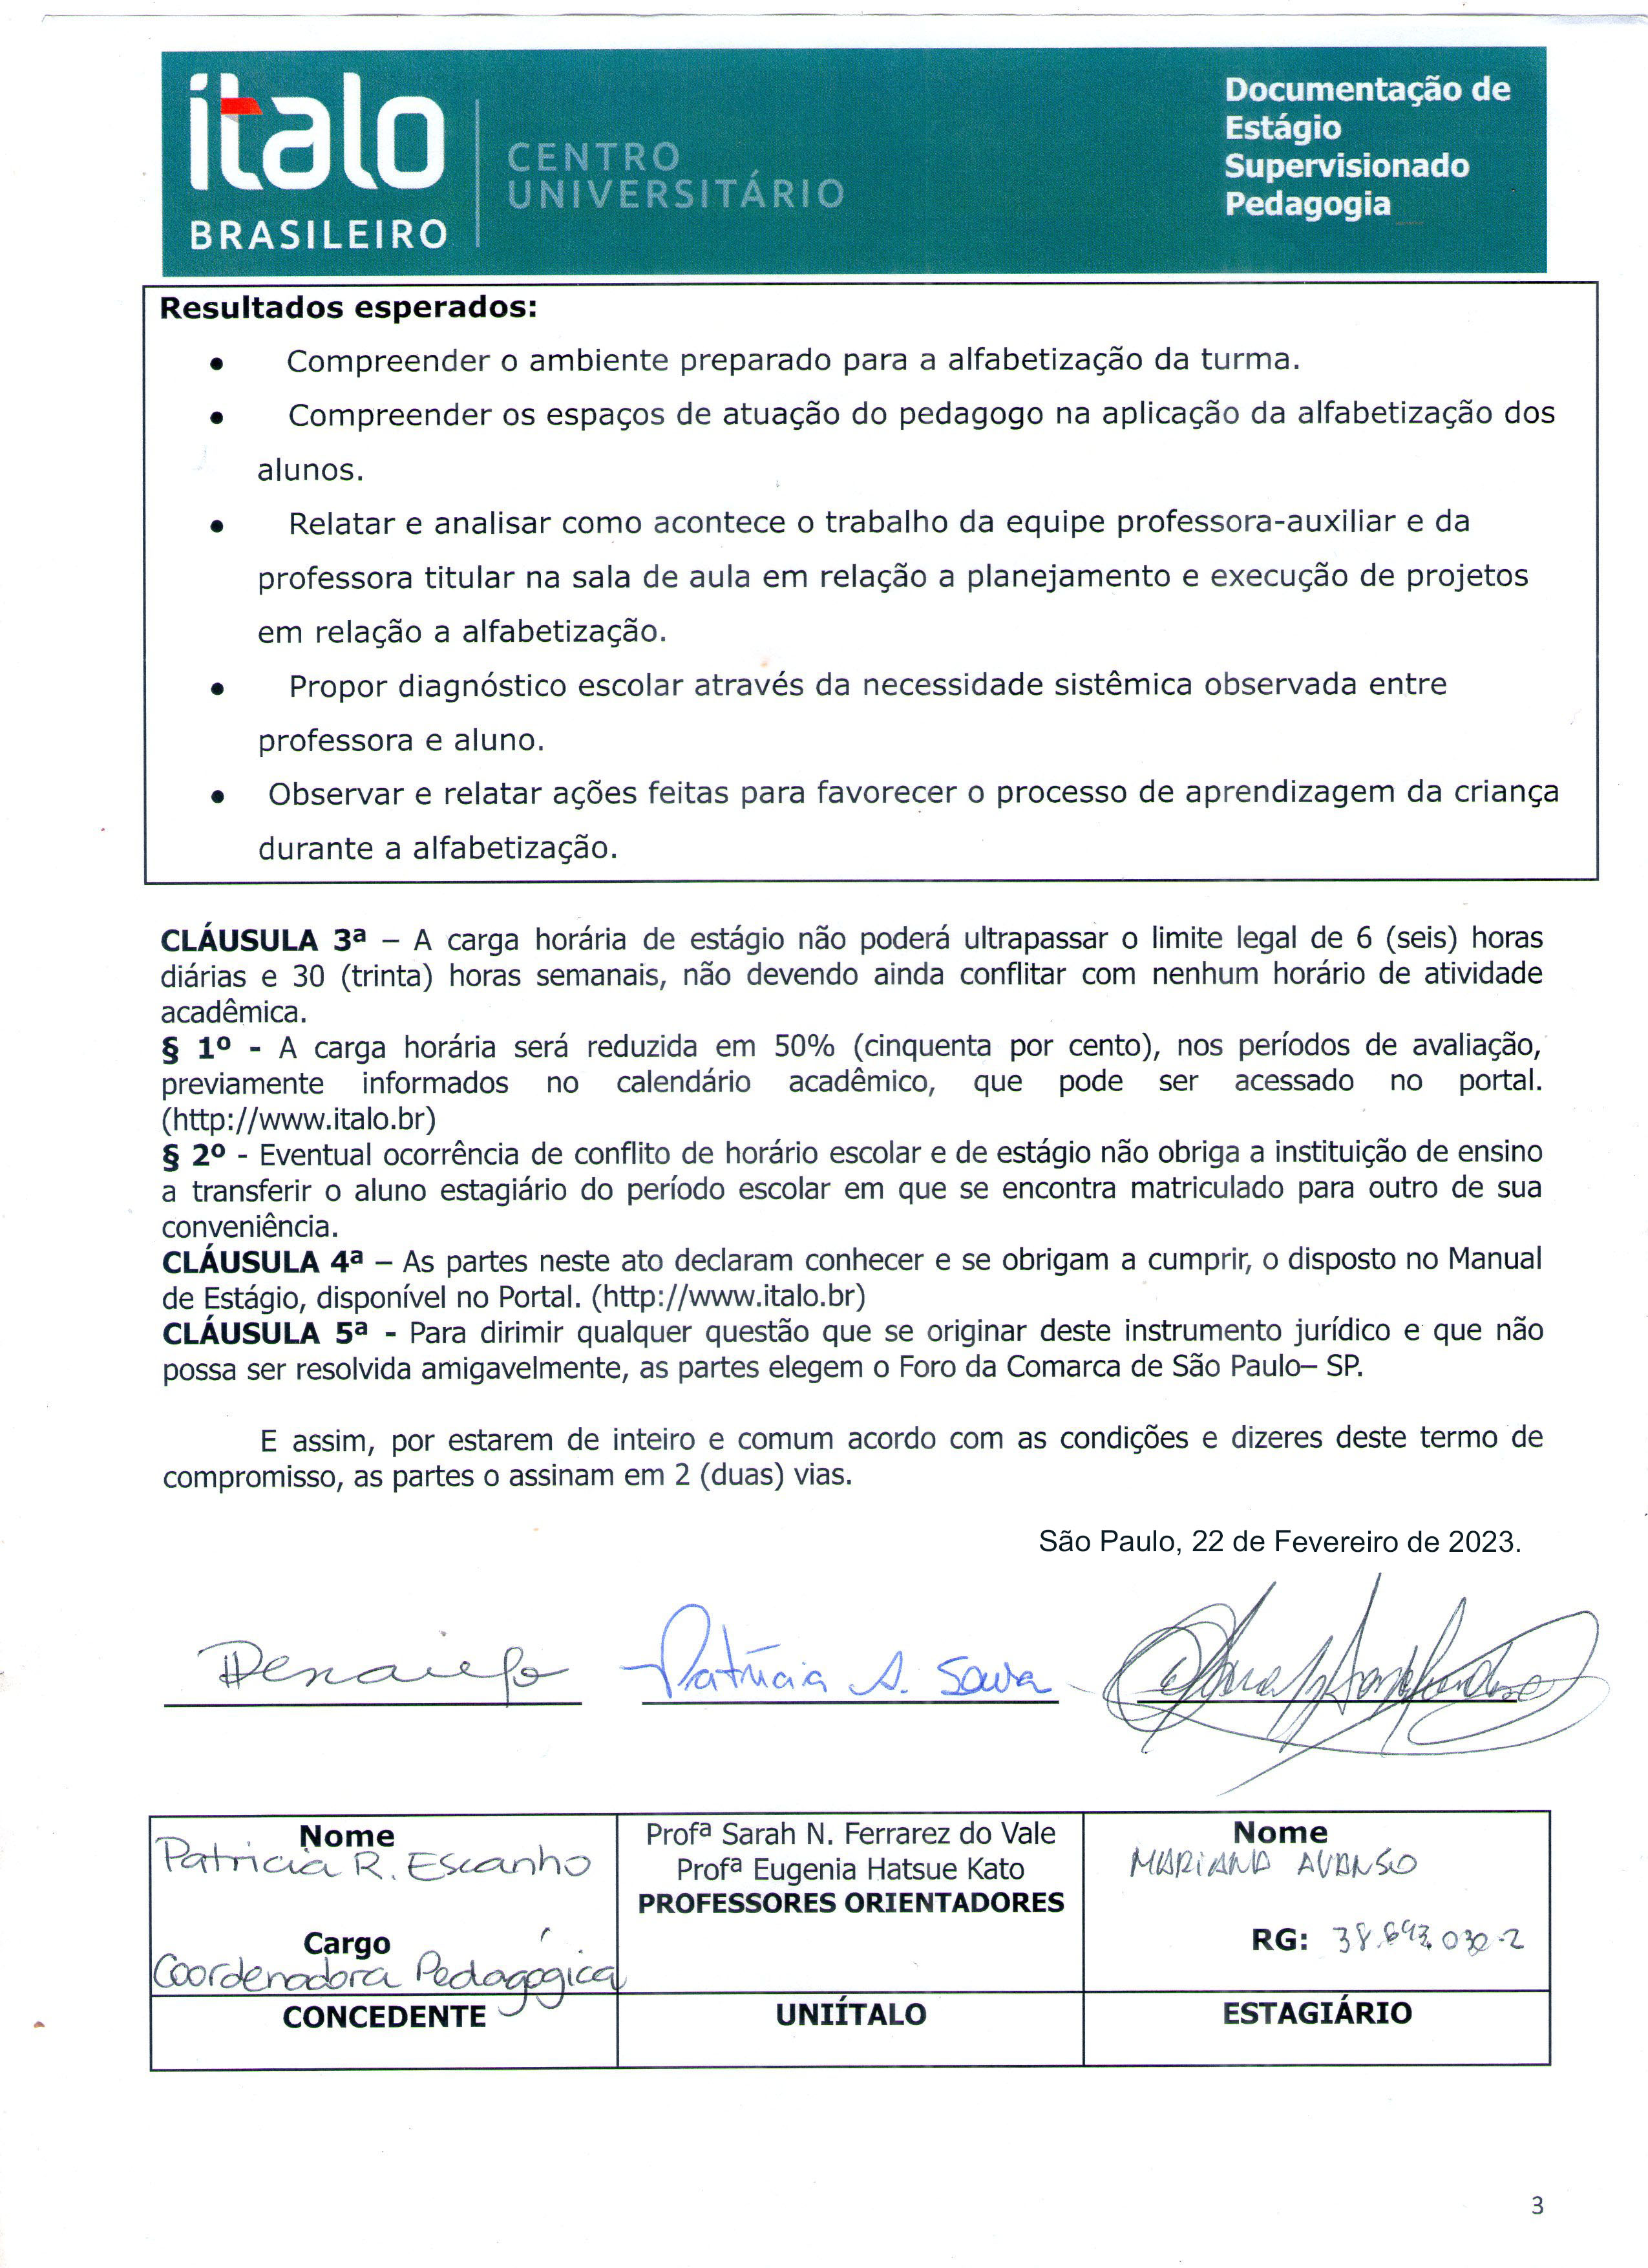 ítalo
BRASILEIRO
CENTRO
UNIVERSITÁRIO
Documentação de
Estágio
Supervisionado
Pedagogia
Resultados esperados:
• Compreender o ambiente preparado para a alfabetização da turma.
• Compreender os espaços de atuação do pedagogo na aplicação da alfabetização dos
alunos.
• Relatar e analisar como acontece o trabalho da equipe professora-auxiliar e da
professora titular na sala de aula em relação a planejamento e execução de projetos
em relação a alfabetização.
• Propor diagnóstico escolar através da necessidade sistêmica observada entre
professora e aluno.
• Observar e relatar ações feitas para favorecer o processo de aprendizagem da criança
durante a alfabetização.
CLÁUSULA 3ª – A carga horária de estágio não poderá ultrapassar o limite legal de 6 (seis) horas
diárias e 30 (trinta) horas semanais, não devendo ainda conflitar com nenhum horário de atividade
acadêmica.
§ 1º - A carga horária será reduzida em 50% (cinquenta por cento), nos períodos de avaliação,
previamente informados no calendário acadêmico, que pode ser acessado no portal.
(http://www.italo.br)
§ 2º - Eventual ocorrência de conflito de horário escolar e de estágio não obriga a instituição de ensino
a transferir o aluno estagiário do período escolar em que se encontra matriculado para outro de sua
conveniência.
CLÁUSULA 4ª – As partes neste ato declaram conhecer e se obrigam a cumprir, o disposto no Manual
de Estágio, disponível no Portal. (http://www.italo.br)
CLÁUSULA 5ª - Para dirimir qualquer questão que se originar deste instrumento jurídico e que não
possa ser resolvida amigavelmente, as partes elegem o Foro da Comarca de São Paulo– SP.
E assim, por estarem de inteiro e comum acordo com as condições e dizeres deste termo de
compromisso, as partes o assinam em 2 (duas) vias.
São Paulo, 22 de Fevereiro de 2023.
Patrícia A. Souza
Nome
Patricia R. Escanho
Cargo
Coordenadora Pedagógica
CONCEDENTE
Profª Sarah N. Ferrarez do Vale
Profª Eugenia Hatsue Kato
PROFESSORES ORIENTADORES
UNIÍTALO
Nome
MARIANA AVANSO
RG: 38.693.030-2
ESTAGIÁRIO
3